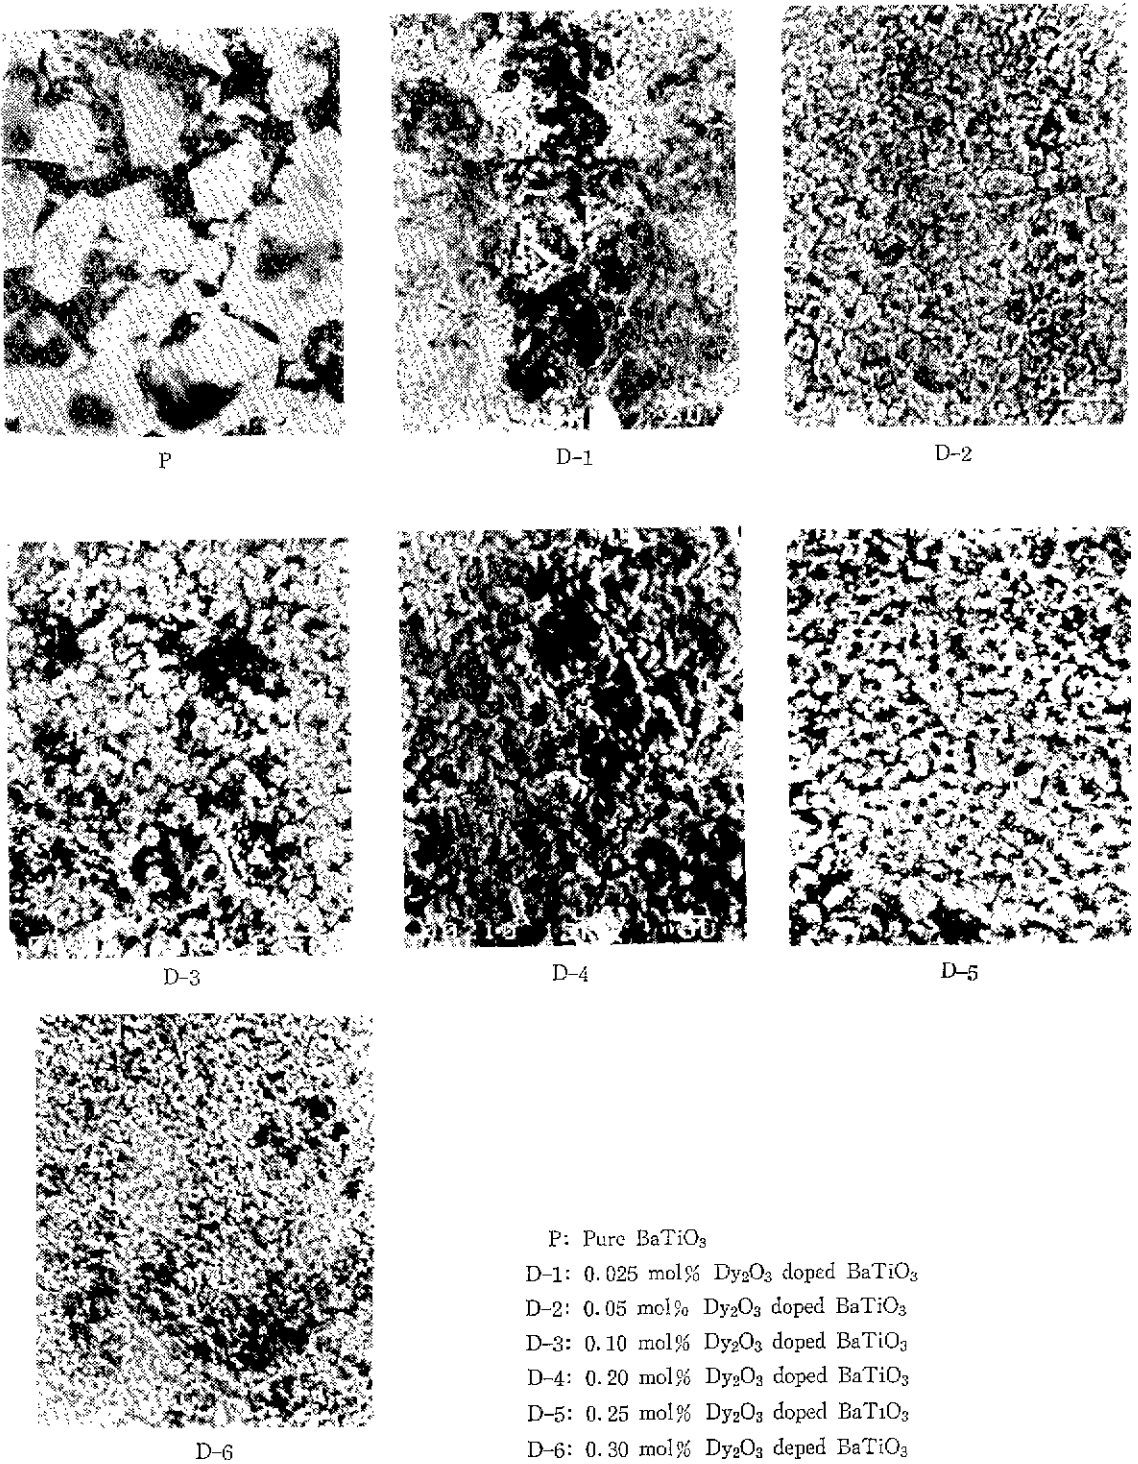 P
D-1
D-2
D-3
D-4
D-5
D-6
P: Pure BaTiO₃
D-1: 0.025 mol% Dy₂O₃ doped BaTiO₃
D-2: 0.05 mol% Dy₂O₃ doped BaTiO₃
D-3: 0.10 mol% Dy₂O₃ doped BaTiO₃
D-4: 0.20 mol% Dy₂O₃ doped BaTiO₃
D-5: 0.25 mol% Dy₂O₃ doped BaTiO₃
D-6: 0.30 mol% Dy₂O₃ deped BaTiO₃